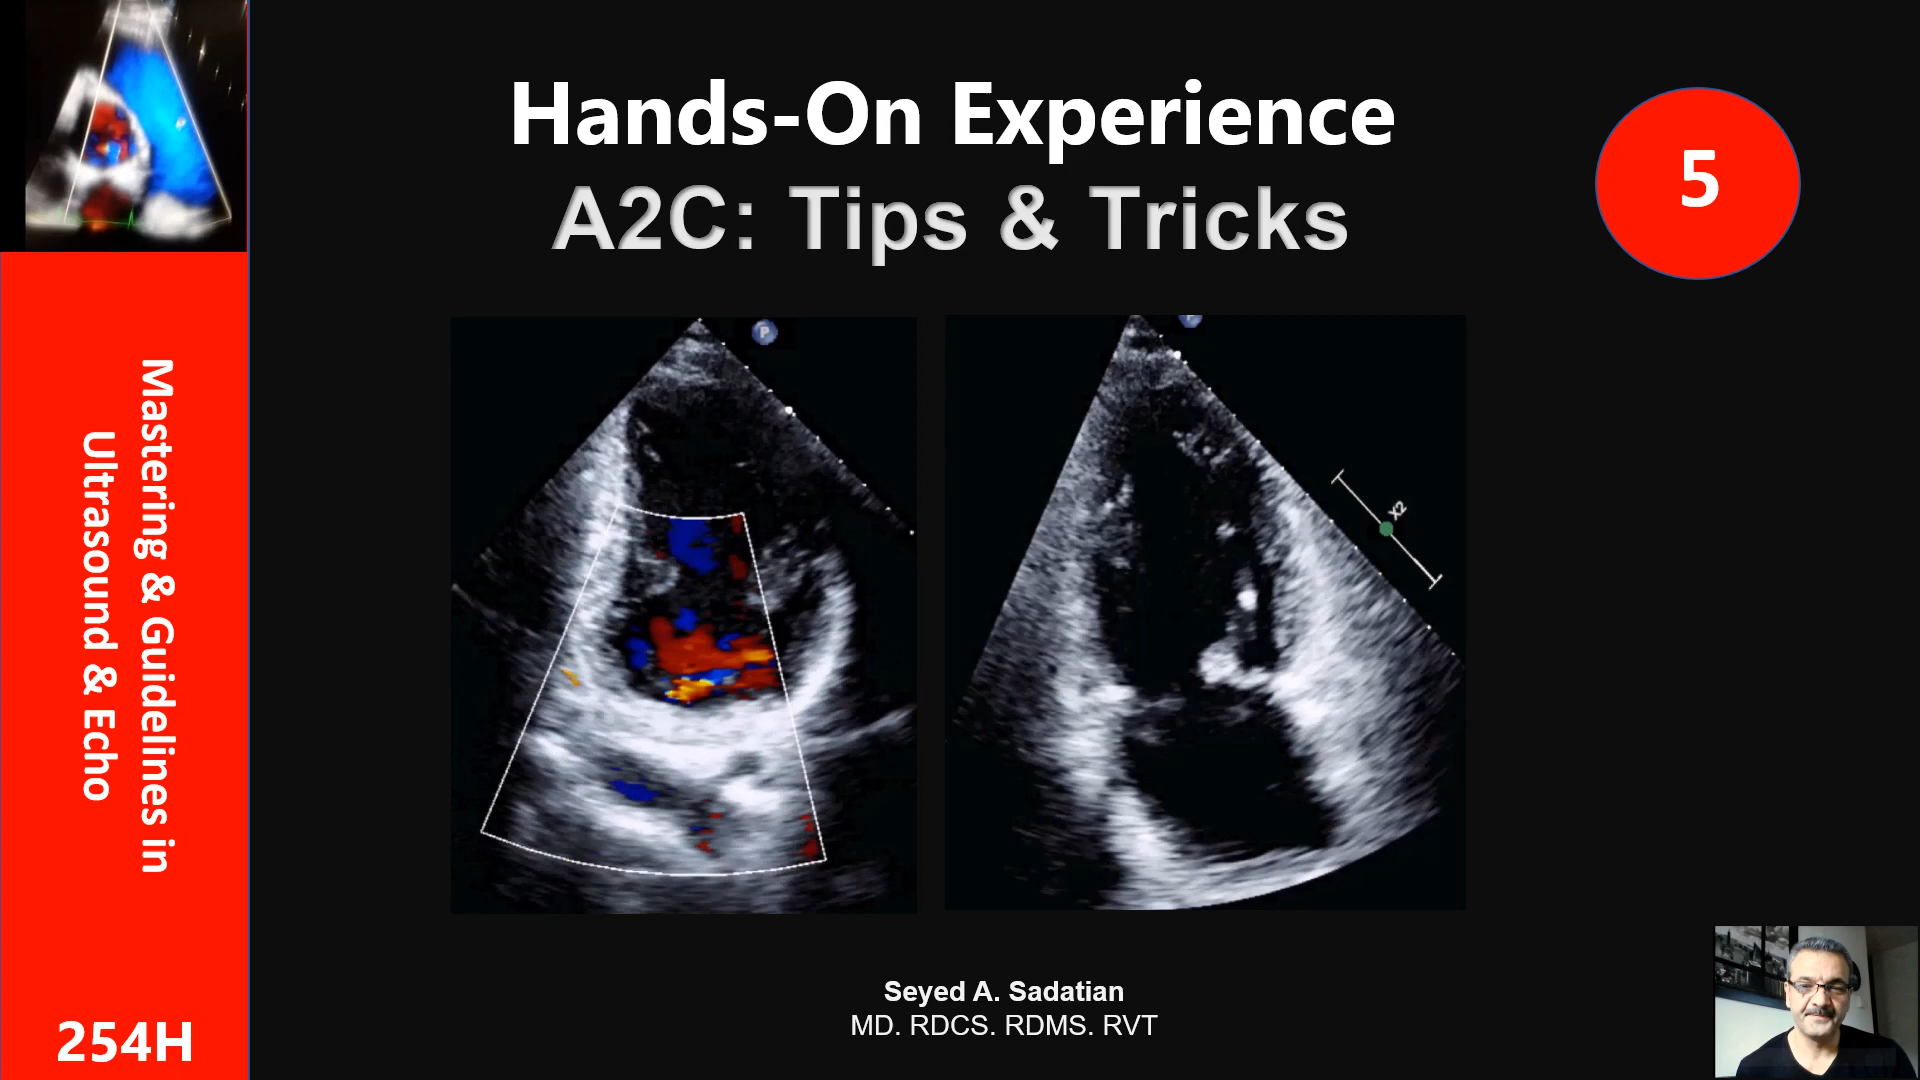 Hands-On Experience
A2C: Tips & Tricks
5
Mastering & Guidelines in
Ultrasound & Echo
254H
P
X2
Seyed A. Sadatian
MD. RDCS. RDMS. RVT